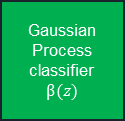 Gaussian
Process
classifier
β(z)